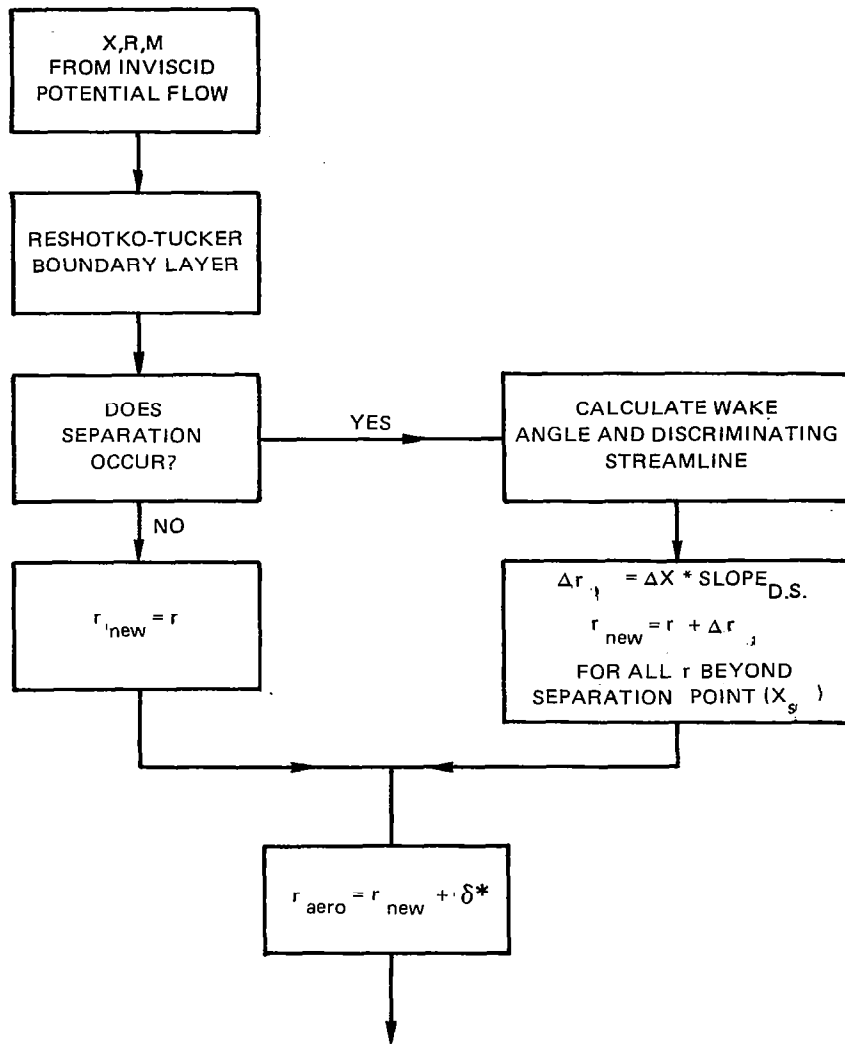 X,R,M
FROM INVISCID
POTENTIAL FLOW
RESHOTKO-TUCKER
BOUNDARY LAYER
DOES
SEPARATION
OCCUR?
YES
CALCULATE WAKE
ANGLE AND DISCRIMINATING
STREAMLINE
NO
r new = r
Δr = ΔX * SLOPE D.S.
r new = r + Δr
FOR ALL r BEYOND
SEPARATION POINT (X s)
r aero = r new + δ*